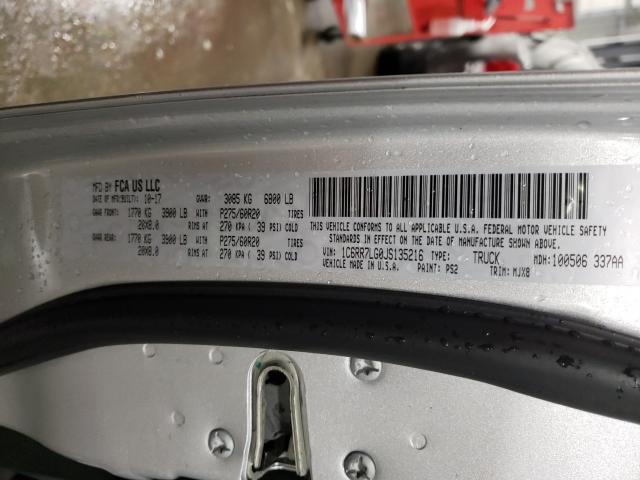 MFD BY FCA US LLC
DATE OF MFR(BUILT): 10-17 GVWR: 3085 KG 6800 LB
GAWR FRONT: 1770 KG 3900 LB WITH P275/60R20 TIRES
20X8.0 RIMS AT 270 KPA ( 39 PSI) COLD
GAWR REAR: 1770 KG 3900 LB WITH P275/60R20 TIRES
20X8.0 RIMS AT 270 KPA ( 39 PSI) COLD
THIS VEHICLE CONFORMS TO ALL APPLICABLE U.S.A. FEDERAL MOTOR VEHICLE SAFETY
AND THEFT PREVENTION STANDARDS IN EFFECT ON THE DATE OF MANUFACTURE SHOWN ABOVE.
VIN: 1C6RR7LG0JS135216 TYPE: TRUCK MDH:100506 337AA
VEHICLE MADE IN U.S.A. PAINT: PS2 TRIM: MJX8